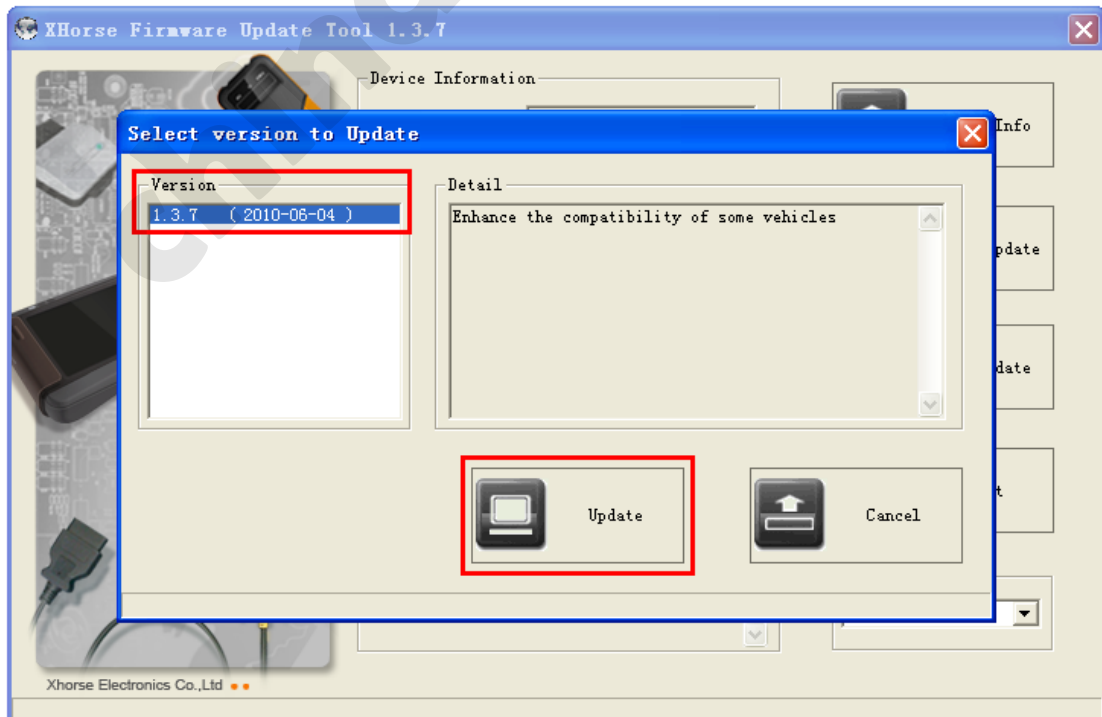 XHorse Firmware Update Tool 1.3.7
Device Information
Info
Select version to Update
Version
Detail
1.3.7 ( 2010-06-04 )
Enhance the compatibility of some vehicles
pdate
date
t
Update
Cancel
Xhorse Electronics Co.,Ltd